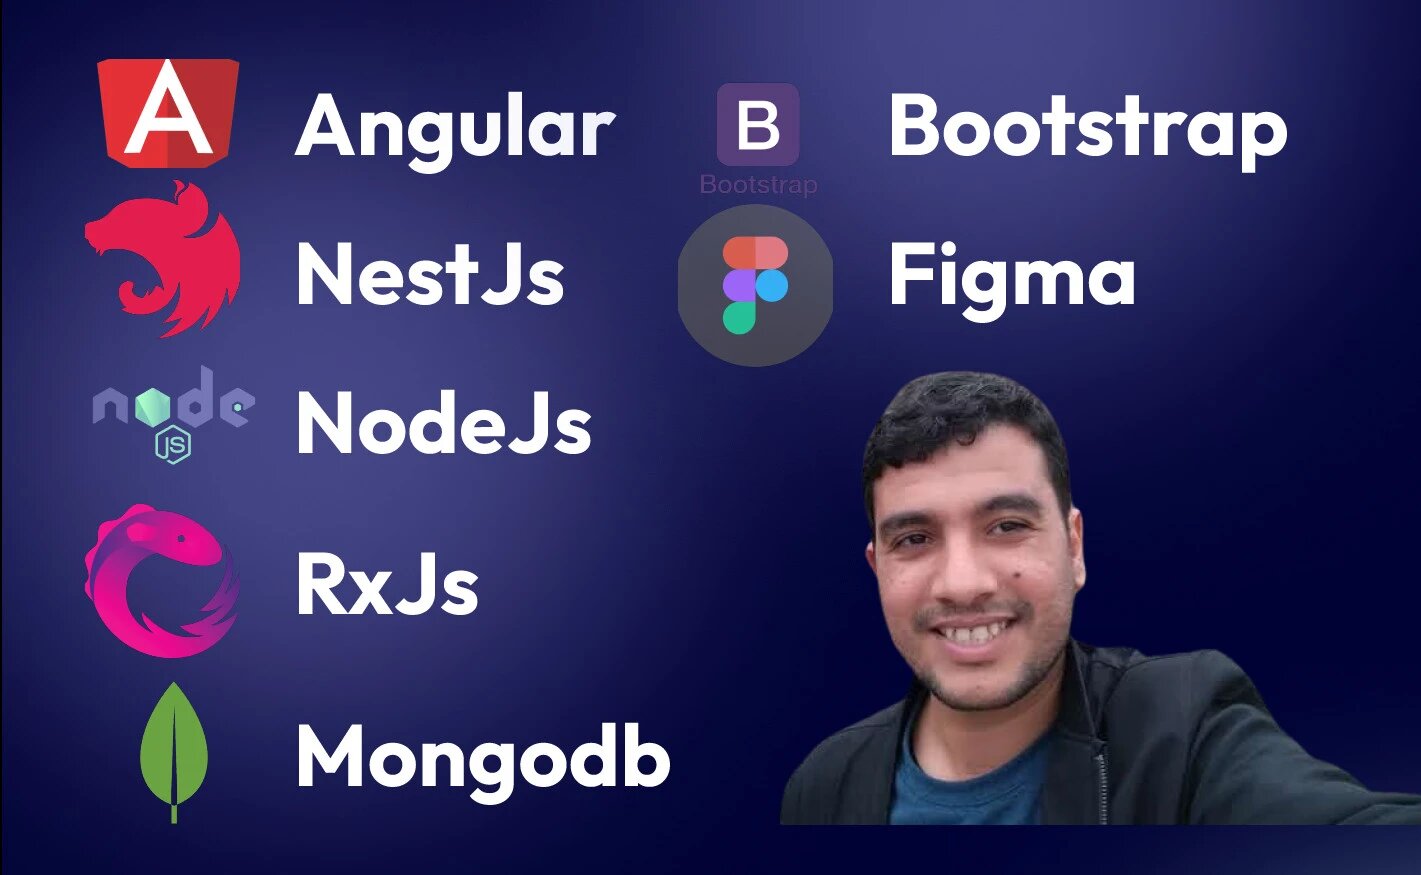 Angular
NestJs
node
JS
NodeJs
RxJs
Mongodb
B
Bootstrap
Bootstrap
Figma